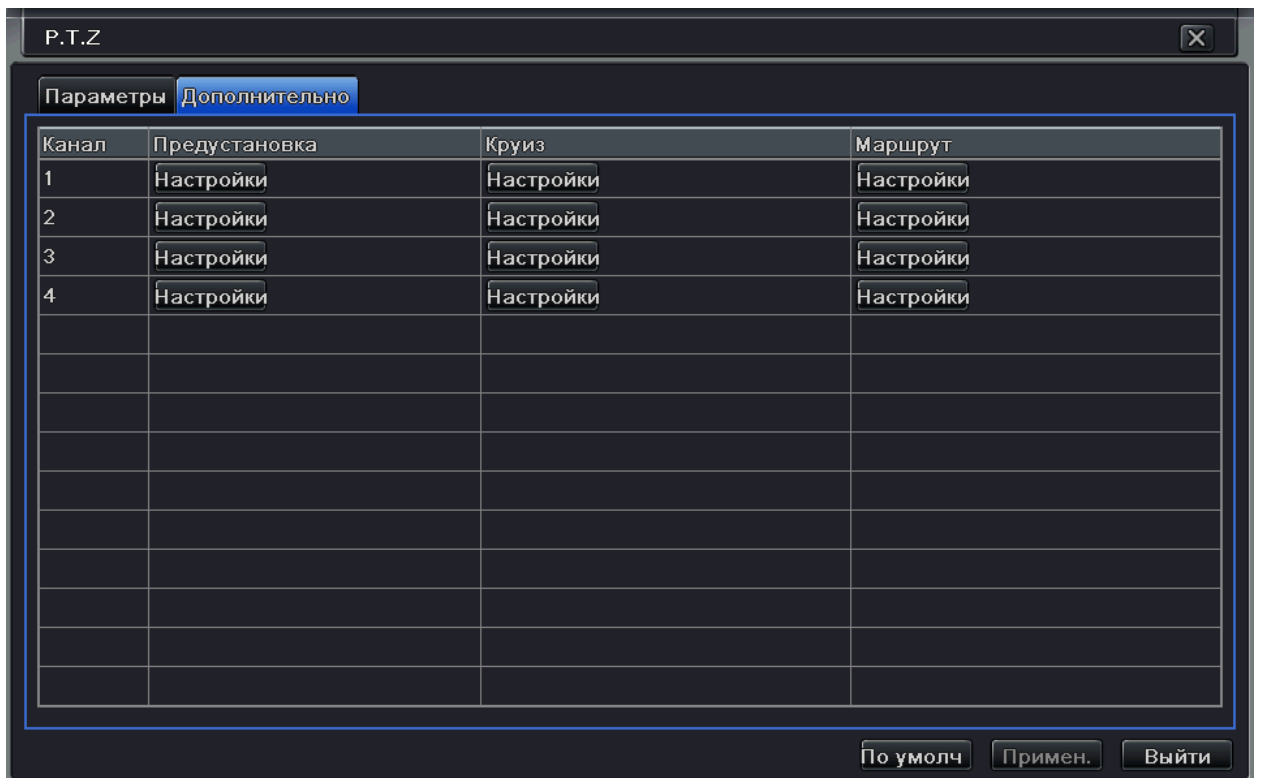 P.T.Z
Параметры Дополнительно
Канал Предустановка Круиз Маршрут
1 Настройки Настройки Настройки
2 Настройки Настройки Настройки
3 Настройки Настройки Настройки
4 Настройки Настройки Настройки
По умолч Примен. Выйти